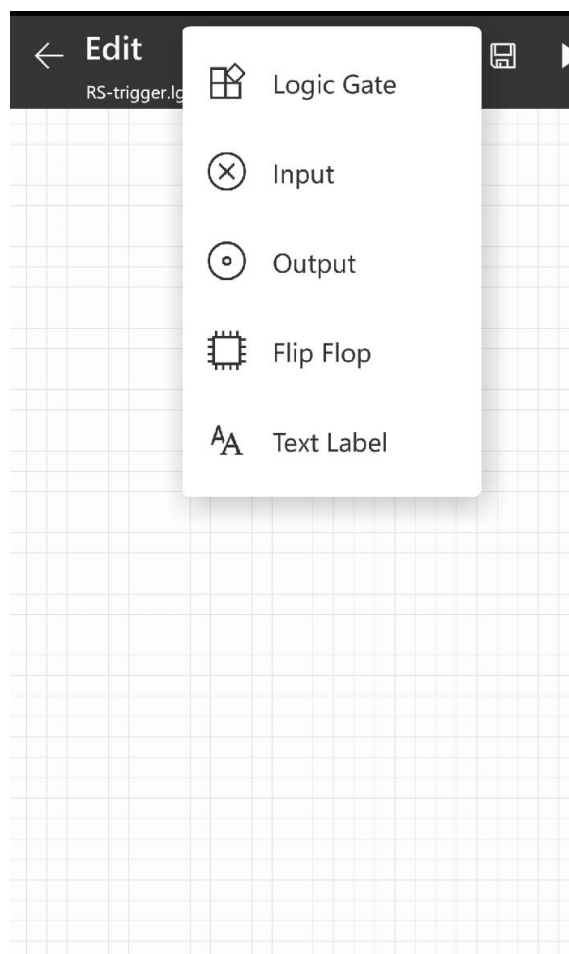 Edit
RS-trigger.lg
Logic Gate
Input
Output
Flip Flop
Text Label